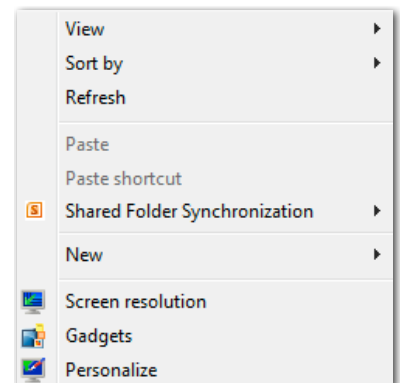 View
Sort by
Refresh
Paste
Paste shortcut
S
Shared Folder Synchronization
New
Screen resolution
Gadgets
Personalize